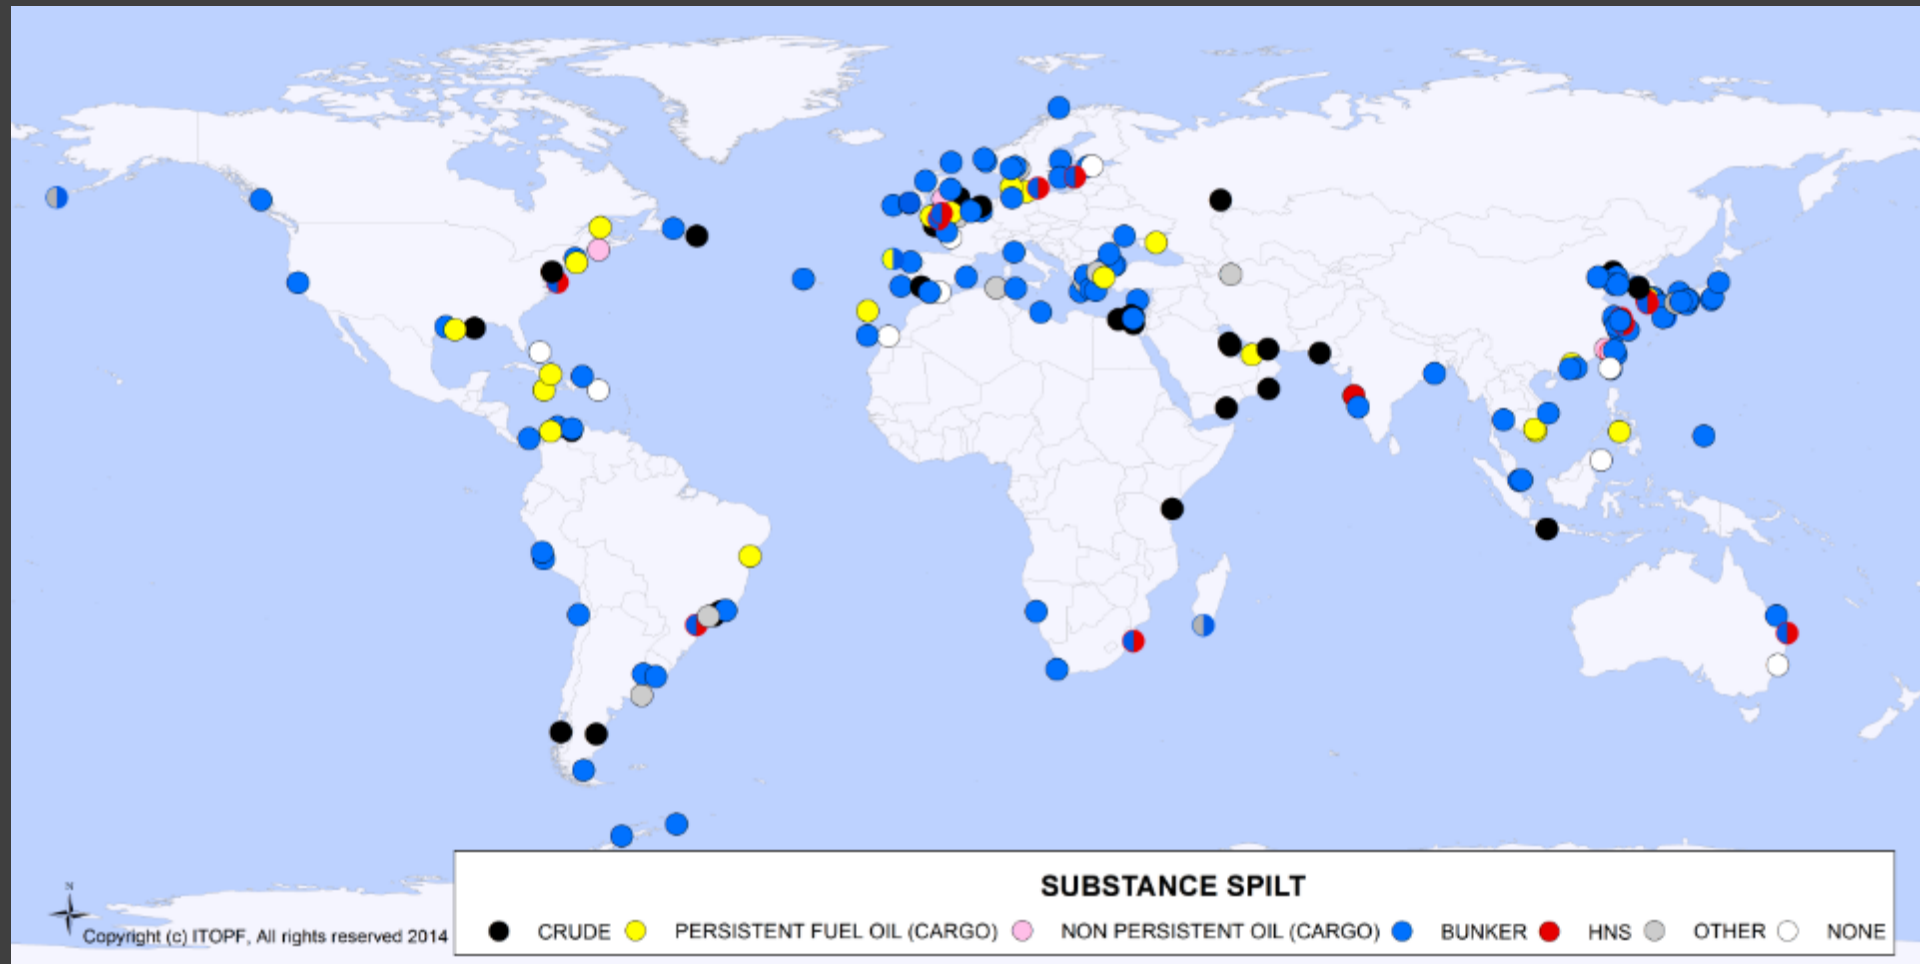 N
SUBSTANCE SPILT
CRUDE PERSISTENT FUEL OIL (CARGO) NON PERSISTENT OIL (CARGO) BUNKER HNS OTHER NONE
Copyright (c) ITOPF, All rights reserved 2014